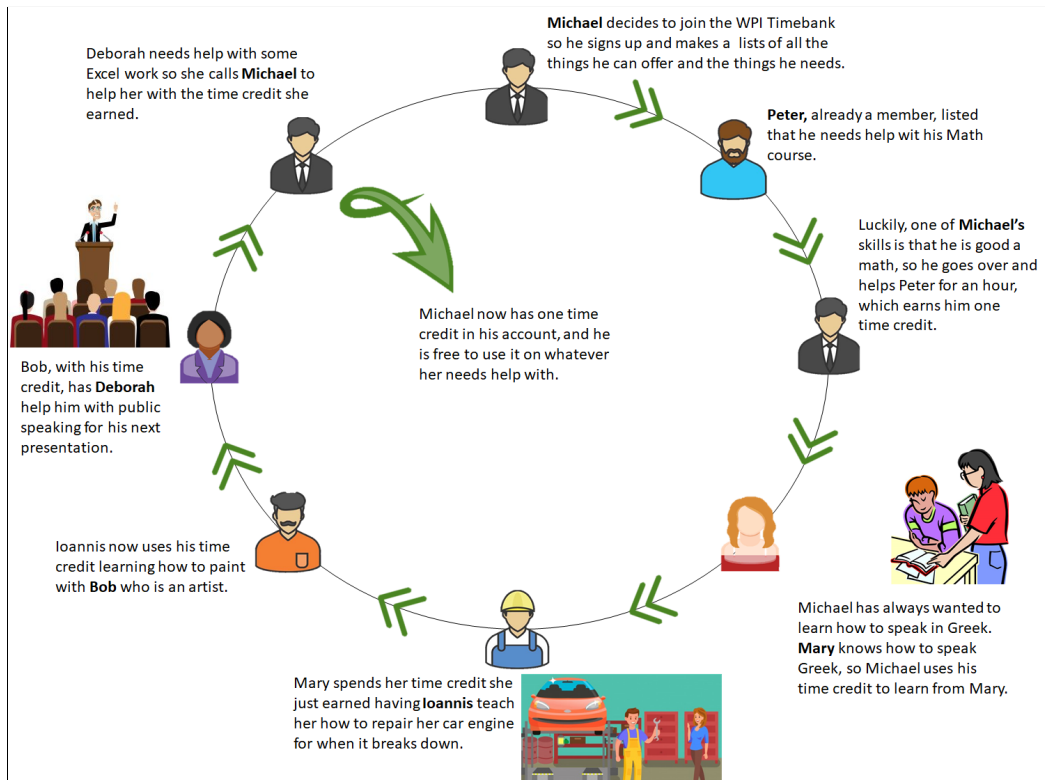 Michael decides to join the WPI Timebank
so he signs up and makes a  lists of all the
things he can offer and the things he needs.
Peter, already a member, listed
that he needs help wit his Math
course.
Luckily, one of Michael's
skills is that he is good a
math, so he goes over and
helps Peter for an hour,
which earns him one
time credit.
Michael has always wanted to
learn how to speak in Greek.
Mary knows how to speak
Greek, so Michael uses his
time credit to learn from Mary.
Mary spends her time credit she
just earned having Ioannis teach
her how to repair her car engine
for when it breaks down.
Ioannis now uses his time
credit learning how to paint
with Bob who is an artist.
Bob, with his time
credit, has Deborah
help him with public
speaking for his next
presentation.
Deborah needs help with some
Excel work so she calls Michael to
help her with the time credit she
earned.
Michael now has one time
credit in his account, and he
is free to use it on whatever
her needs help with.